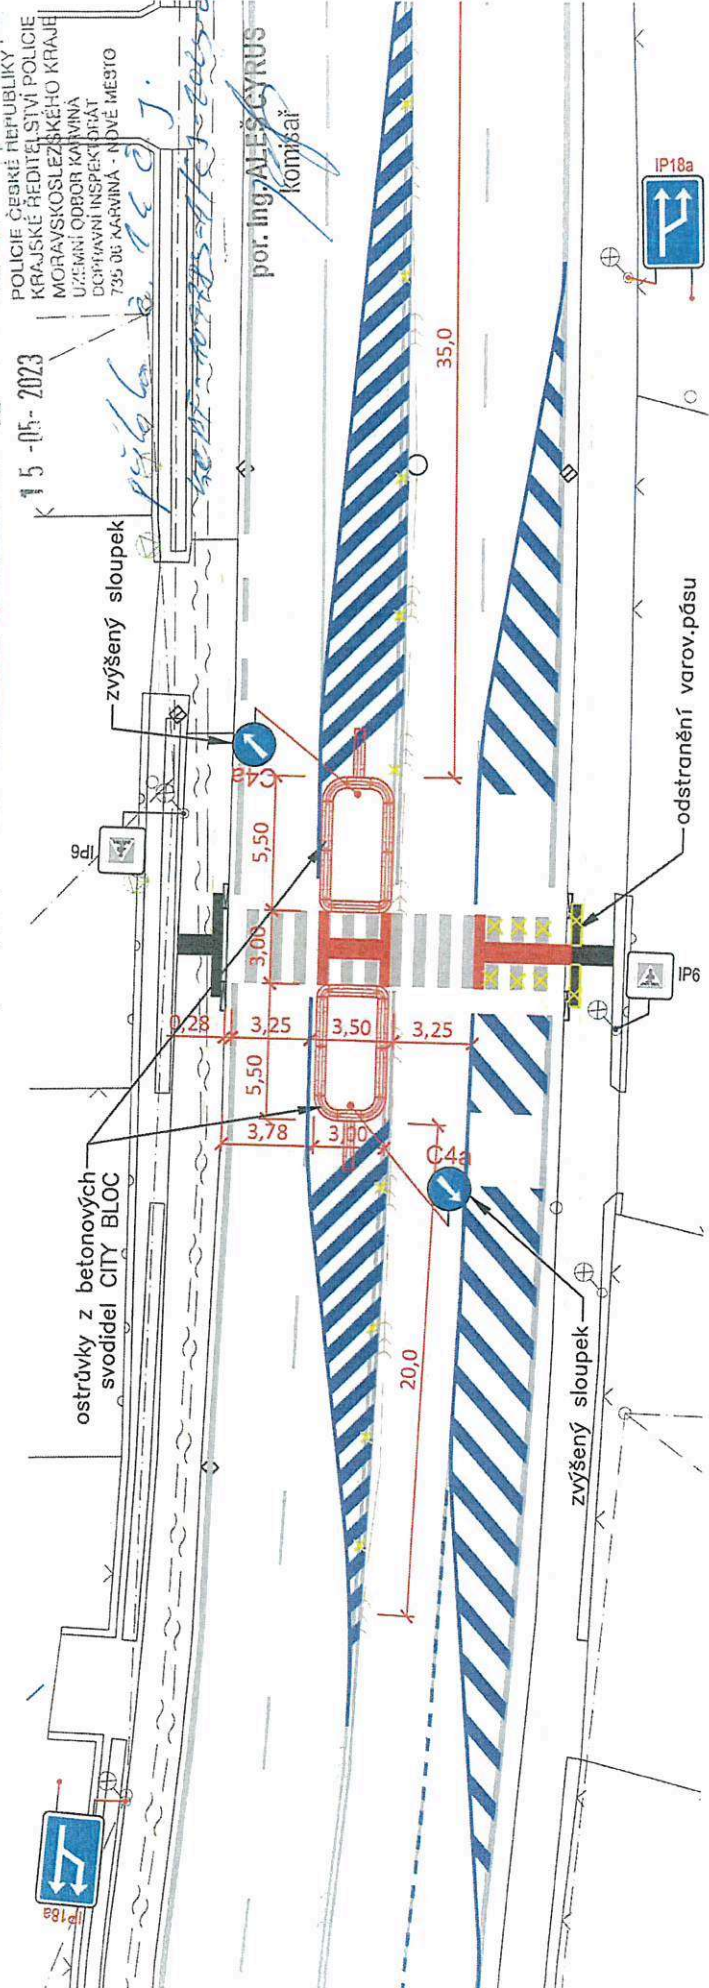 POLICIE ČESKÉ REPUBLIKY
KRAJSKÉ ŘEDITELSTVÍ POLICIE
MORAVSKOSLEZSKÉHO KRAJE
ÚZEMNÍ ODBOR KARVINÁ
DOPRAVNÍ INSPEKTORÁT
735 06 KARVINÁ - NOVÉ MĚSTO
15 -05- 2023
por. Ing. ALEŠ CYRUS
komisař
zvýšený sloupek
IP18a
35,0
C4a
IP6
5,50
3,00
0,28
3,25
3,50
3,25
5,50
3,78
3,00
C4a
odstranění varov.pásu
IP6
ostrůvky z betonových
svodidel CITY BLOC
20,0
zvýšený sloupek
IP18a